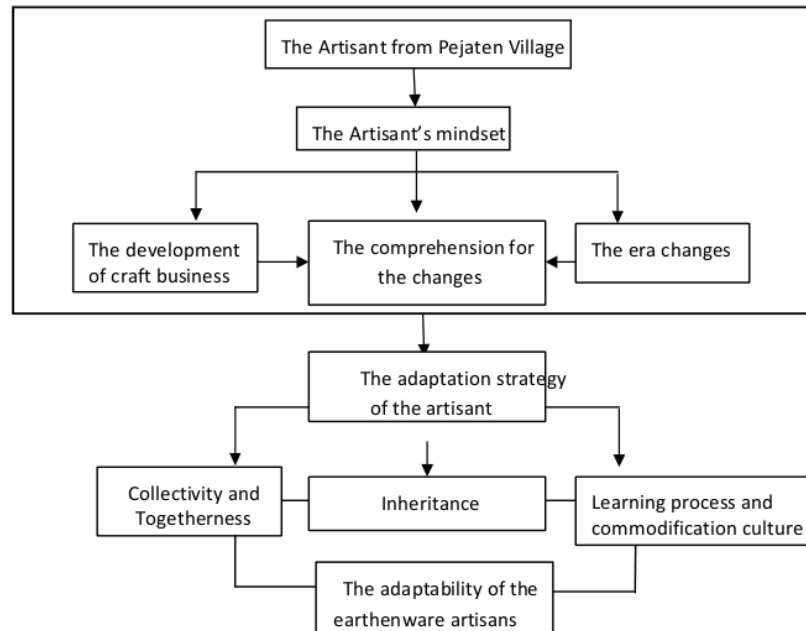 The Artisant from Pejaten Village
The Artisant’s mindset
The development
of craft business
The comprehension for
the changes
The era changes
The adaptation strategy
of the artisant
Collectivity and
Togetherness
Inheritance
Learning process and
commodification culture
The adaptability of the
earthenware artisans